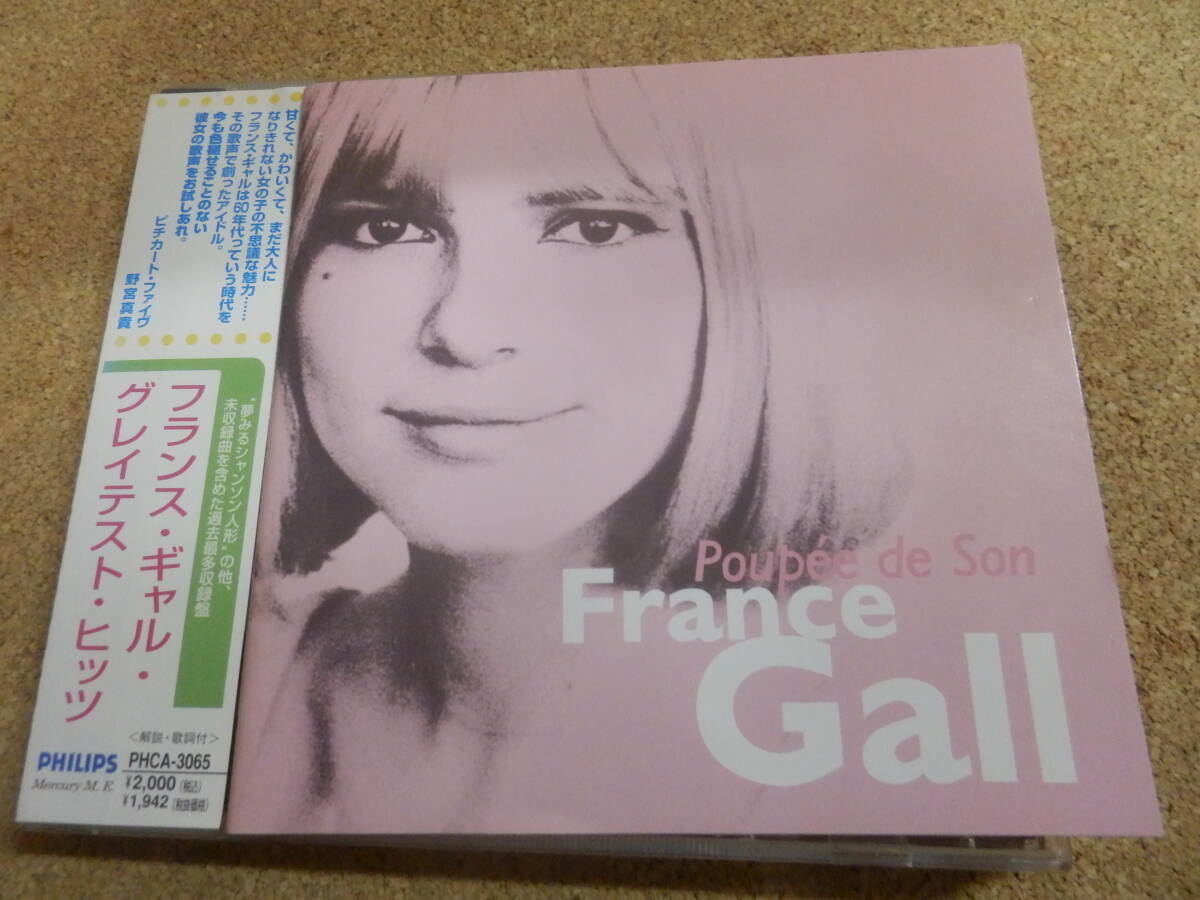 甘くて、かわいくて、まだ大人に
なりきれない女の子の不思議な魅力……
フランス・ギャルは60年代っていう時代を
その歌声で創ったアイドル。
今も色褪せることのない
彼女の歌声をお試しあれ。
ピチカート・ファイヴ
野宮真貴
"夢みるシャンソン人形"の他、
未収録曲を含めた過去最多収録盤
フランス・ギャル・
グレイテスト・ヒッツ
<解説・歌詞付>
PHILIPS
PHCA-3065
Mercury M. E.
¥2,000(税込)
¥1,942(税抜価格)
Poupée de Son
France
Gall